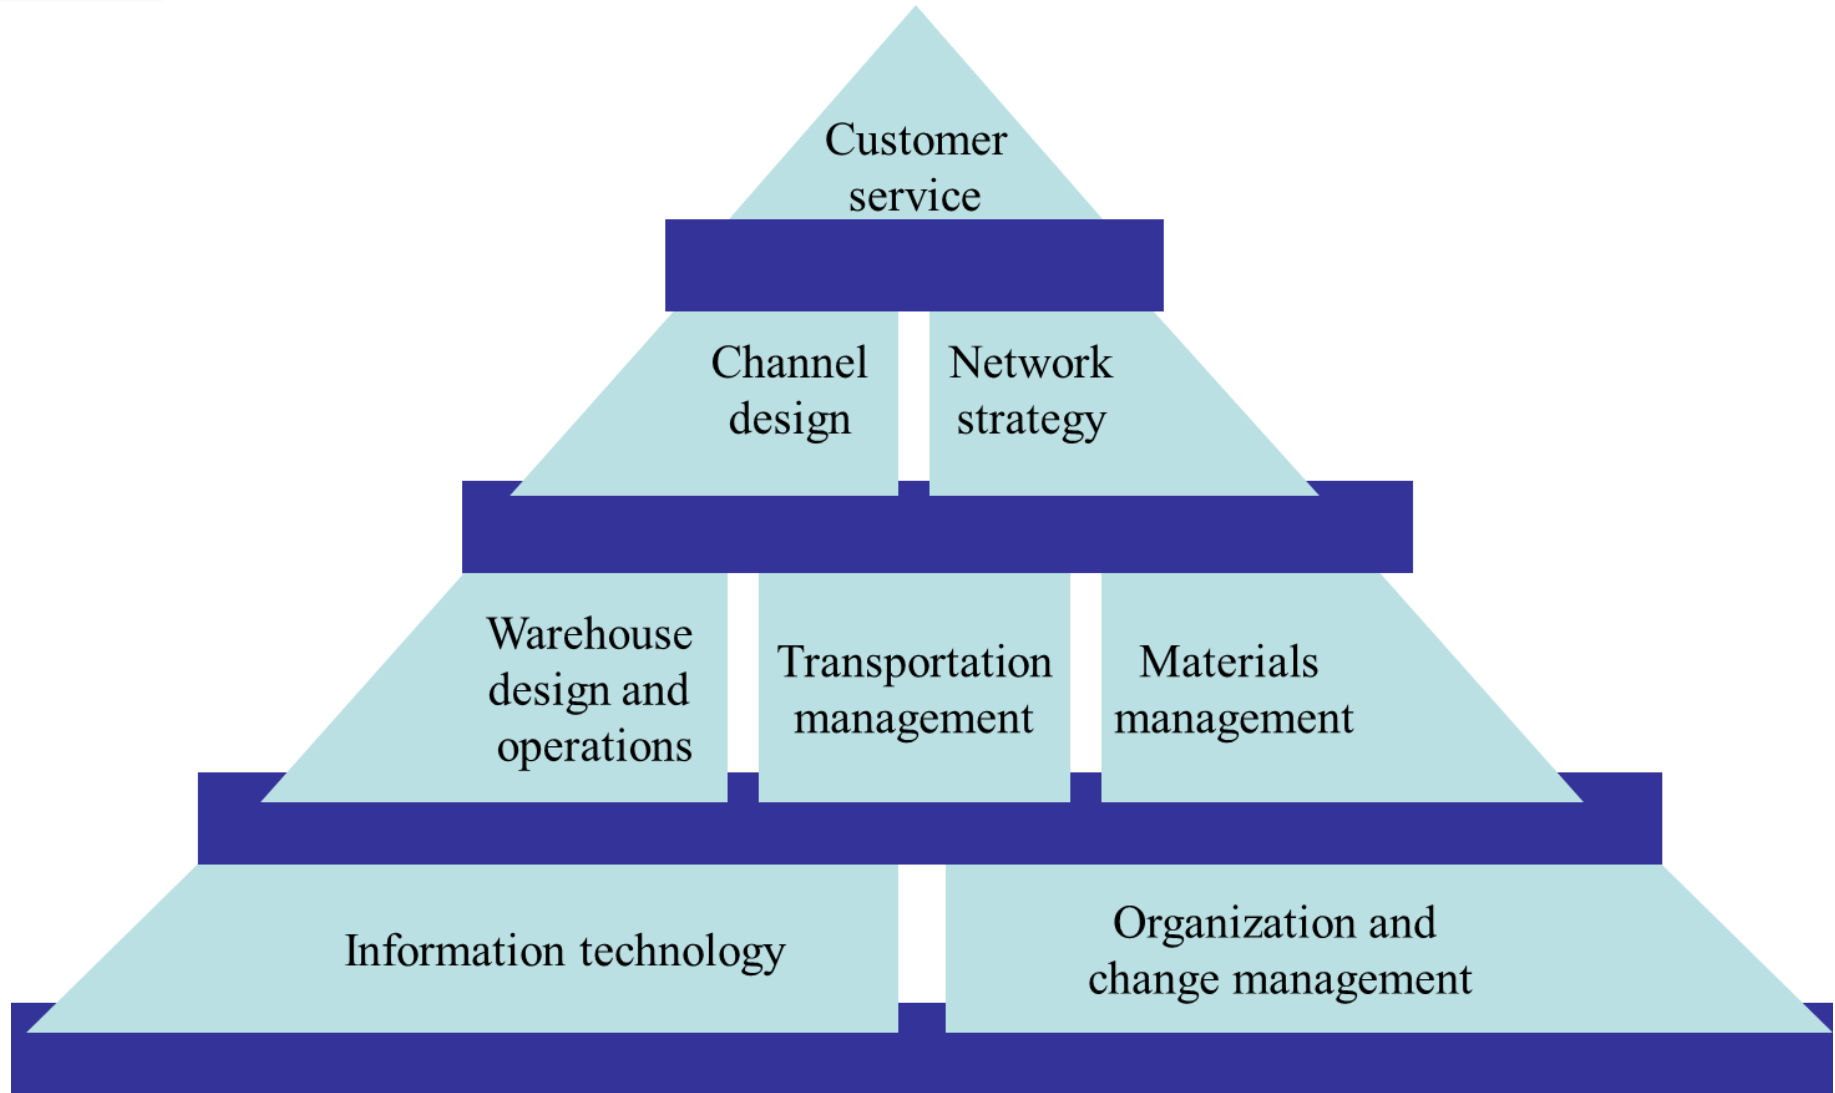 Customer
service
Channel
design
Network
strategy
Warehouse
design and
operations
Transportation
management
Materials
management
Information technology
Organization and
change management